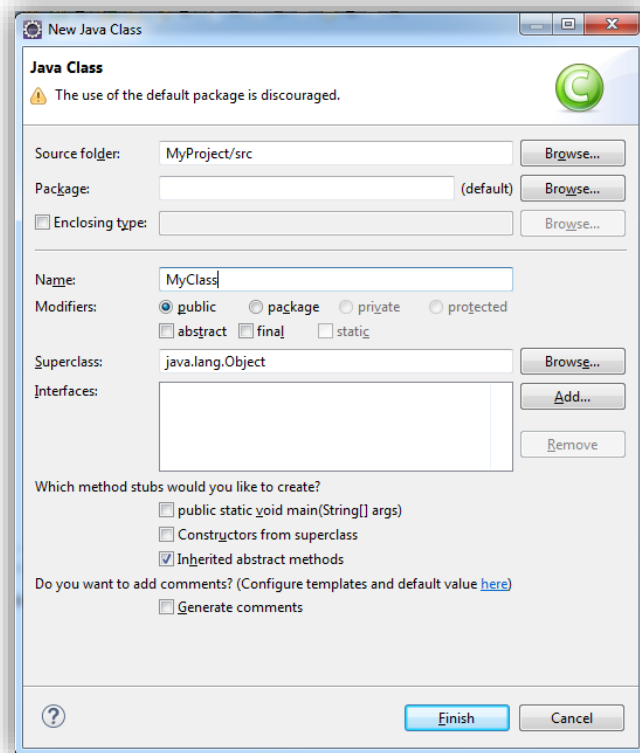 New Java Class
Java Class
The use of the default package is discouraged.
Source folder: MyProject/src Browse...
Package: (default) Browse...
Enclosing type: Browse...
Name: MyClass
Modifiers: public package private protected
abstract final static
Superclass: java.lang.Object Browse...
Interfaces: Add...
Remove
Which method stubs would you like to create?
public static void main(String[] args)
Constructors from superclass
Inherited abstract methods
Do you want to add comments? (Configure templates and default value here)
Generate comments
? Finish Cancel